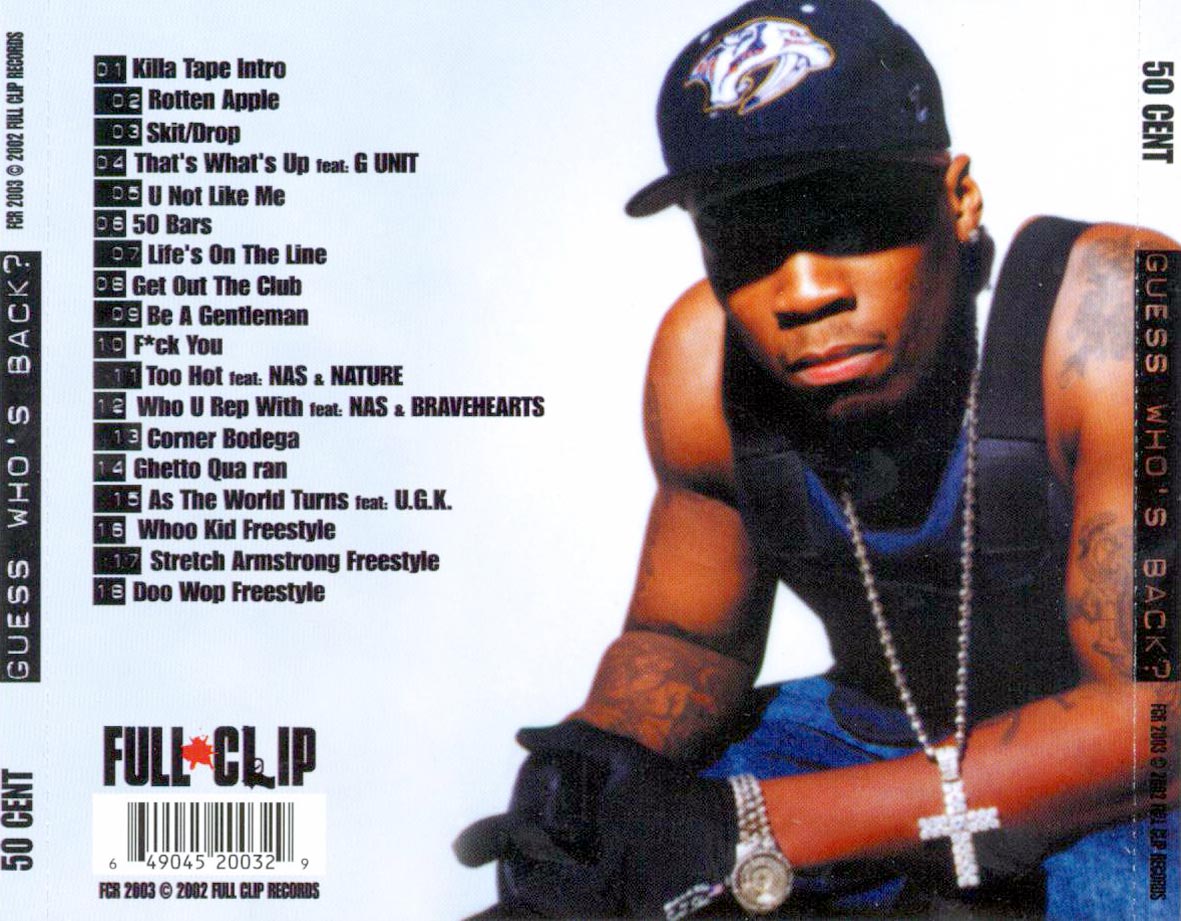 FCR 2003 © 2002 FULL CLIP RECORDS
GUESS WHO'S BACK?
50 CENT
01 Killa Tape Intro
02 Rotten Apple
03 Skit/Drop
04 That's What's Up feat: G UNIT
05 U Not Like Me
06 50 Bars
07 Life's On The Line
08 Get Out The Club
09 Be A Gentleman
10 F*ck You
11 Too Hot feat: NAS & NATURE
12 Who U Rep With feat: NAS & BRAVEHEARTS
13 Corner Bodega
14 Ghetto Qua ran
15 As The World Turns feat: U.G.K.
16 Whoo Kid Freestyle
17 Stretch Armstrong Freestyle
18 Doo Wop Freestyle
FULL CLIP
6 49045 20032 9
FCR 2003 © 2002 FULL CLIP RECORDS
50 CENT
GUESS WHO'S BACK?
FCR 2003 © 2002 FULL CLIP RECORDS